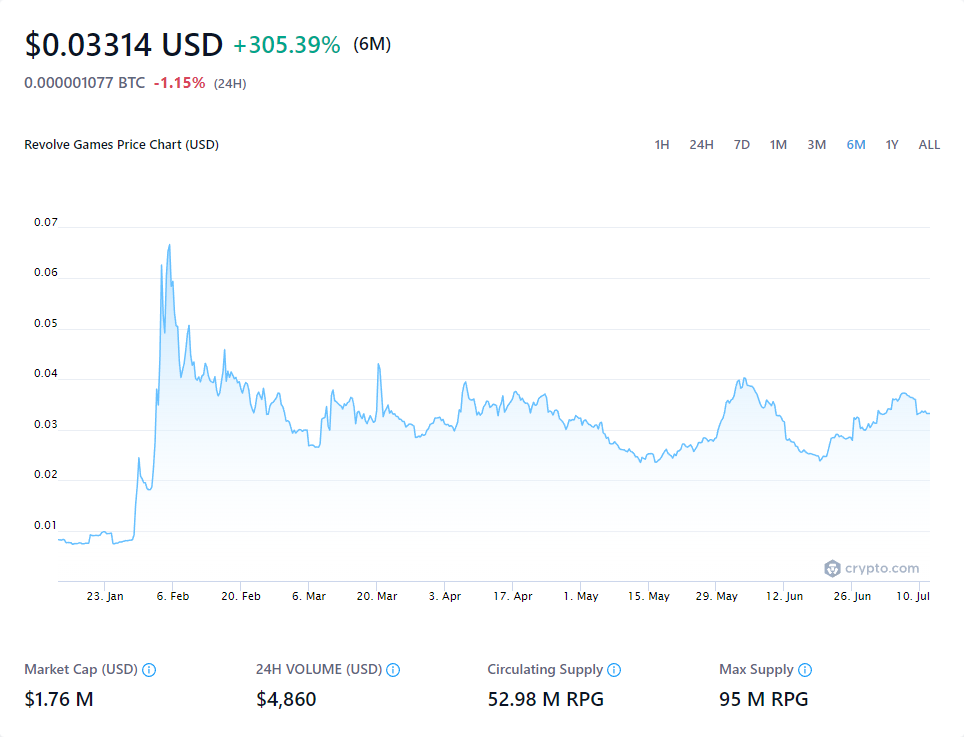 $0.03314 USD +305.39% (6M)
0.000001077 BTC -1.15% (24H)
Revolve Games Price Chart (USD) 1H 24H 7D 1M 3M 6M 1Y ALL
0.07
0.06
0.05
0.04
0.03
0.02
0.01
crypto.com
23. Jan 6. Feb 20. Feb 6. Mar 20. Mar 3. Apr 17. Apr 1. May 15. May 29. May 12. Jun 26. Jun 10. Jul
Market Cap (USD) 24H VOLUME (USD) Circulating Supply Max Supply
$1.76 M $4,860 52.98 M RPG 95 M RPG